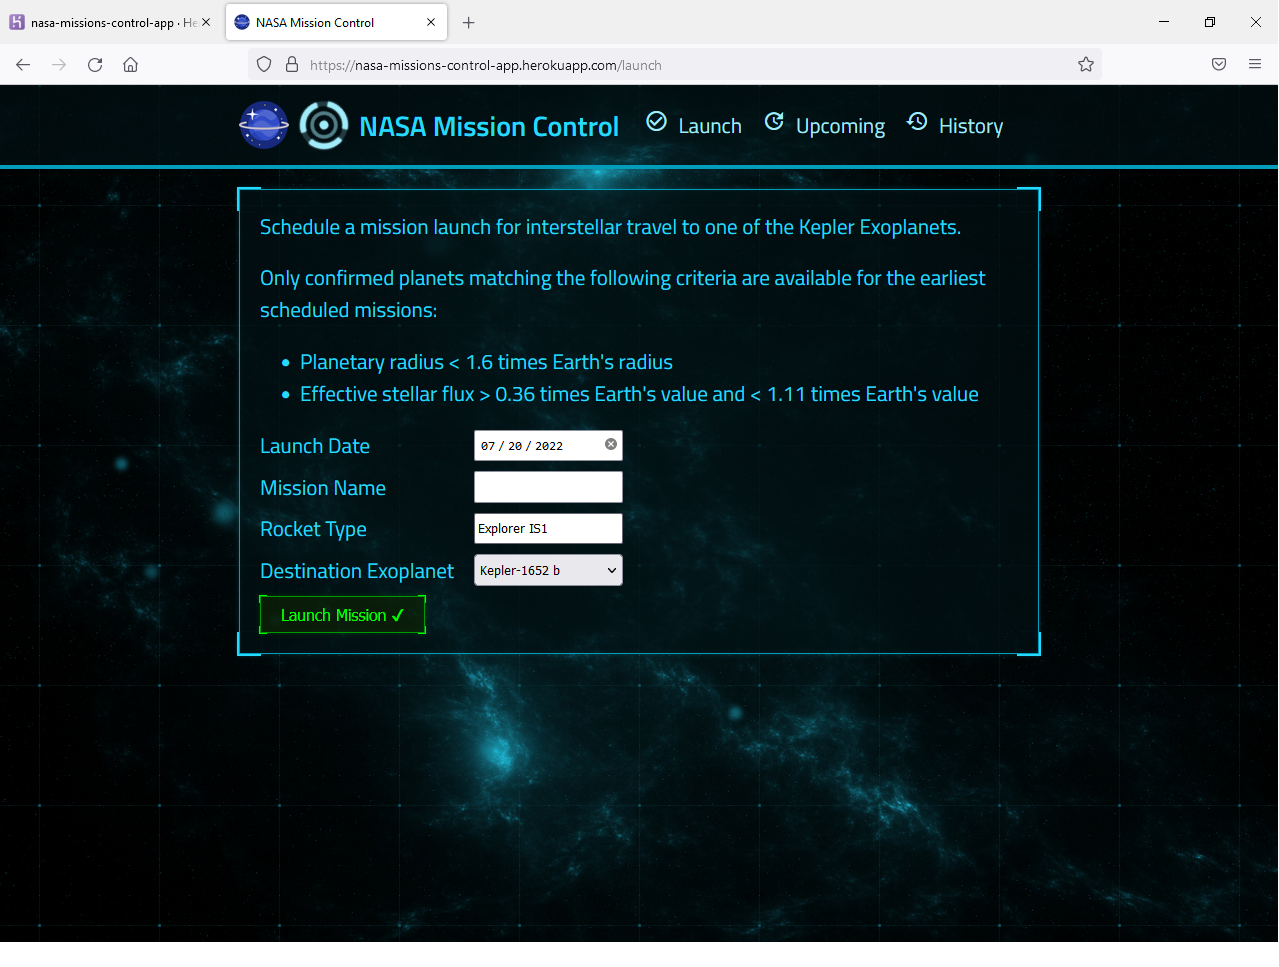 nasa-missions-control-app · He
NASA Mission Control
https://nasa-missions-control-app.herokuapp.com/launch
NASA Mission Control
Launch
Upcoming
History
Schedule a mission launch for interstellar travel to one of the Kepler Exoplanets.
Only confirmed planets matching the following criteria are available for the earliest
scheduled missions:
• Planetary radius < 1.6 times Earth's radius
• Effective stellar flux > 0.36 times Earth's value and < 1.11 times Earth's value
Launch Date
07 / 20 / 2022
Mission Name
Rocket Type
Explorer IS1
Destination Exoplanet
Kepler-1652 b
Launch Mission ✓